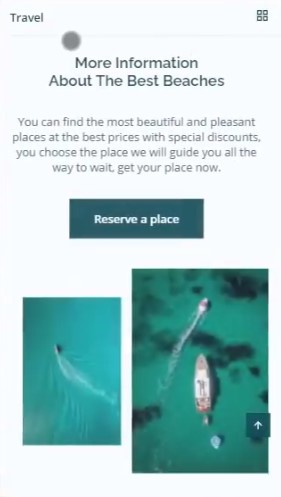 Travel
More Information
About The Best Beaches
You can find the most beautiful and pleasant
places at the best prices with special discounts,
you choose the place we will guide you all the
way to wait, get your place now.
Reserve a place